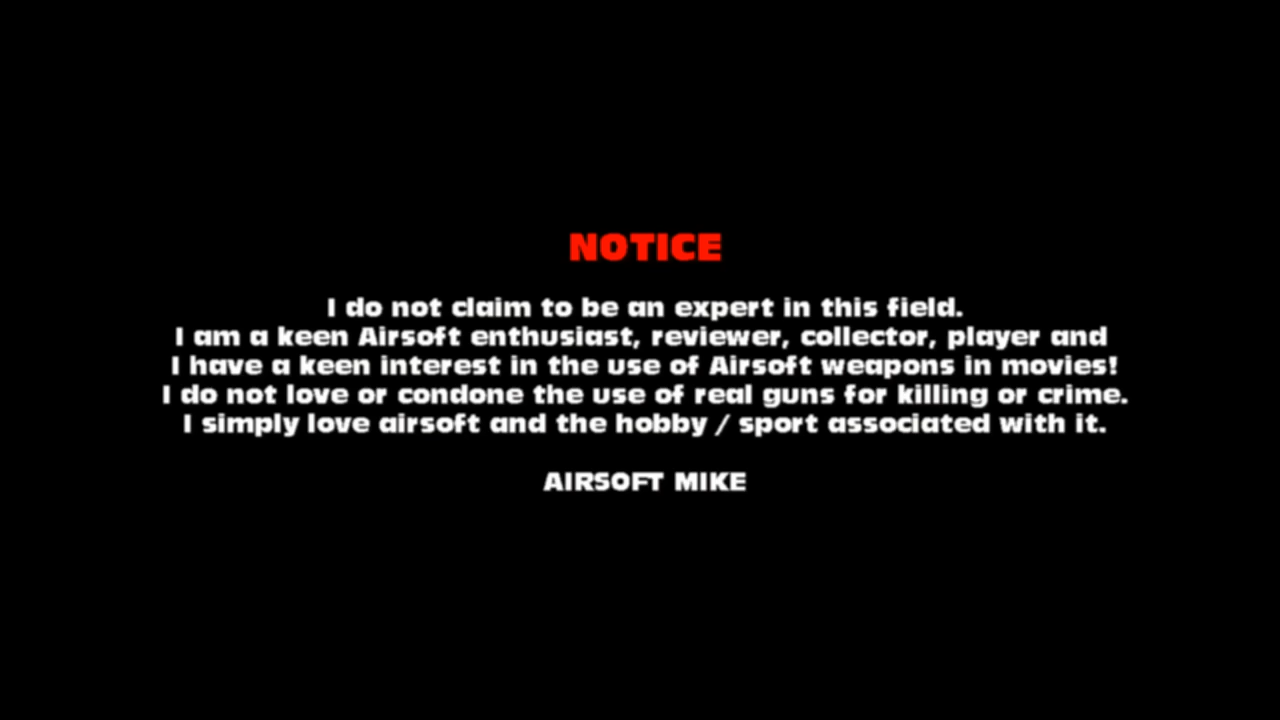 NOTICE
I do not claim to be an expert in this field.
I am a keen Airsoft enthusiast, reviewer, collector, player and
I have a keen interest in the use of Airsoft weapons in movies!
I do not love or condone the use of real guns for killing or crime.
I simply love airsoft and the hobby / sport associated with it.
AIRSOFT MIKE